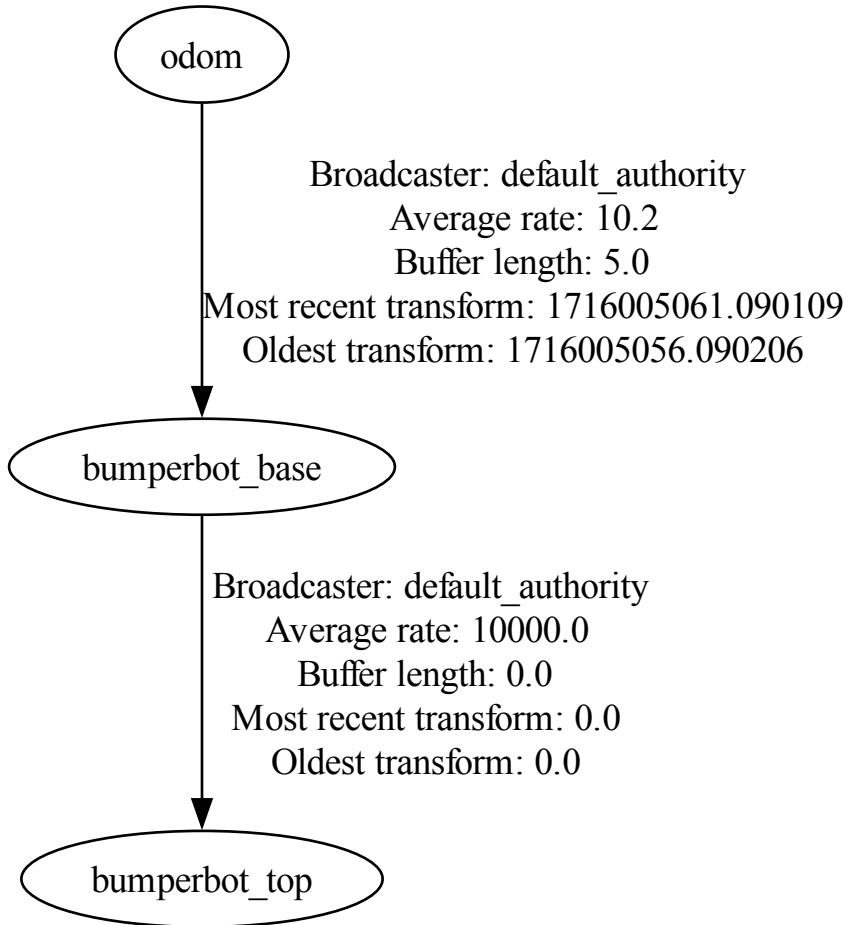 odom
Broadcaster: default_authority
Average rate: 10.2
Buffer length: 5.0
Most recent transform: 1716005061.090109
Oldest transform: 1716005056.090206
bumperbot_base
Broadcaster: default_authority
Average rate: 10000.0
Buffer length: 0.0
Most recent transform: 0.0
Oldest transform: 0.0
bumperbot_top